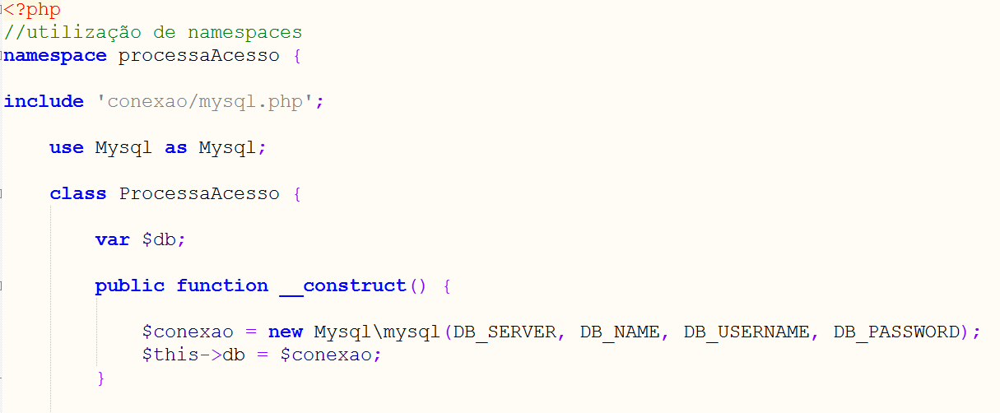 <?php
//utilização de namespaces
namespace processaAcesso {
include 'conexao/mysql.php';
use Mysql as Mysql;
class ProcessaAcesso {
var $db;
public function __construct() {
$conexao = new Mysql\mysql(DB_SERVER, DB_NAME, DB_USERNAME, DB_PASSWORD);
$this->db = $conexao;
}